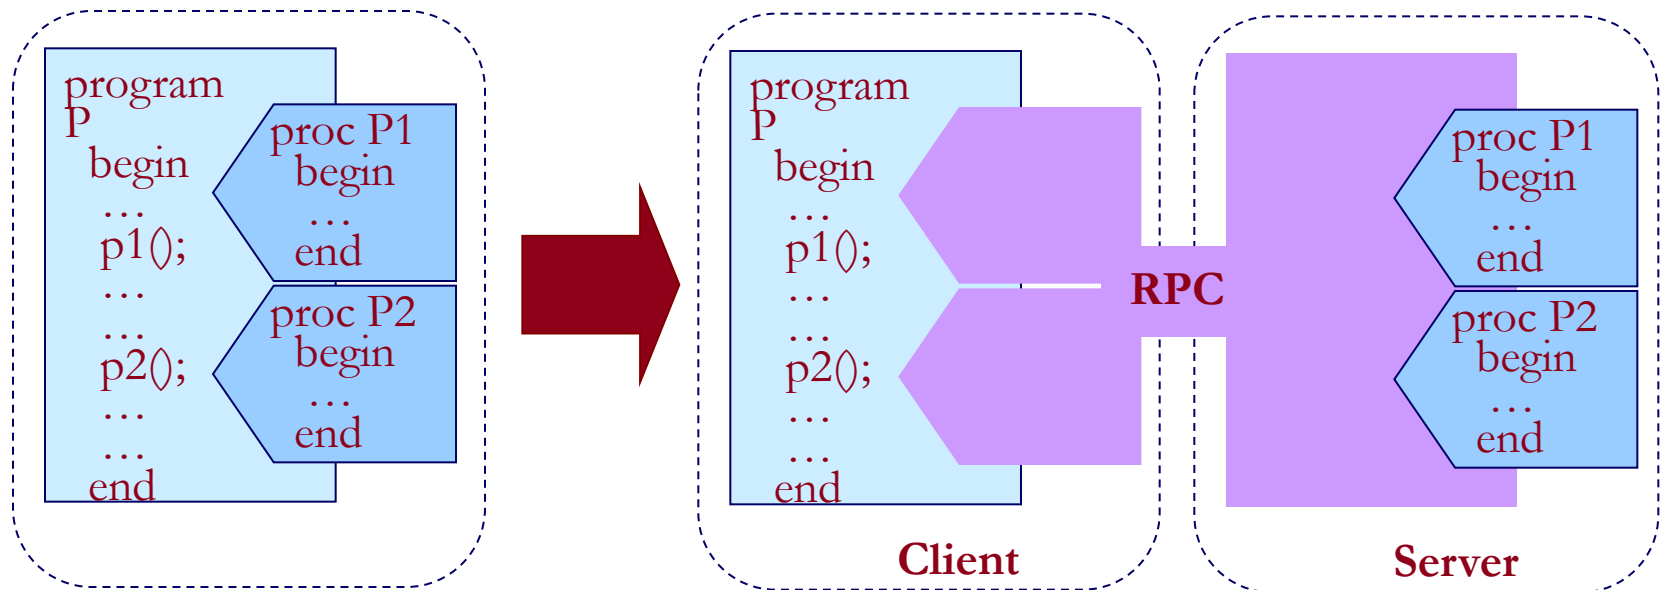 program
P
begin
…
p1();
…
…
p2();
…
…
end
proc P1
begin
…
end
proc P2
begin
…
end
program
P
begin
…
p1();
…
…
p2();
…
…
end
RPC
Client
proc P1
begin
…
end
proc P2
begin
…
end
Server